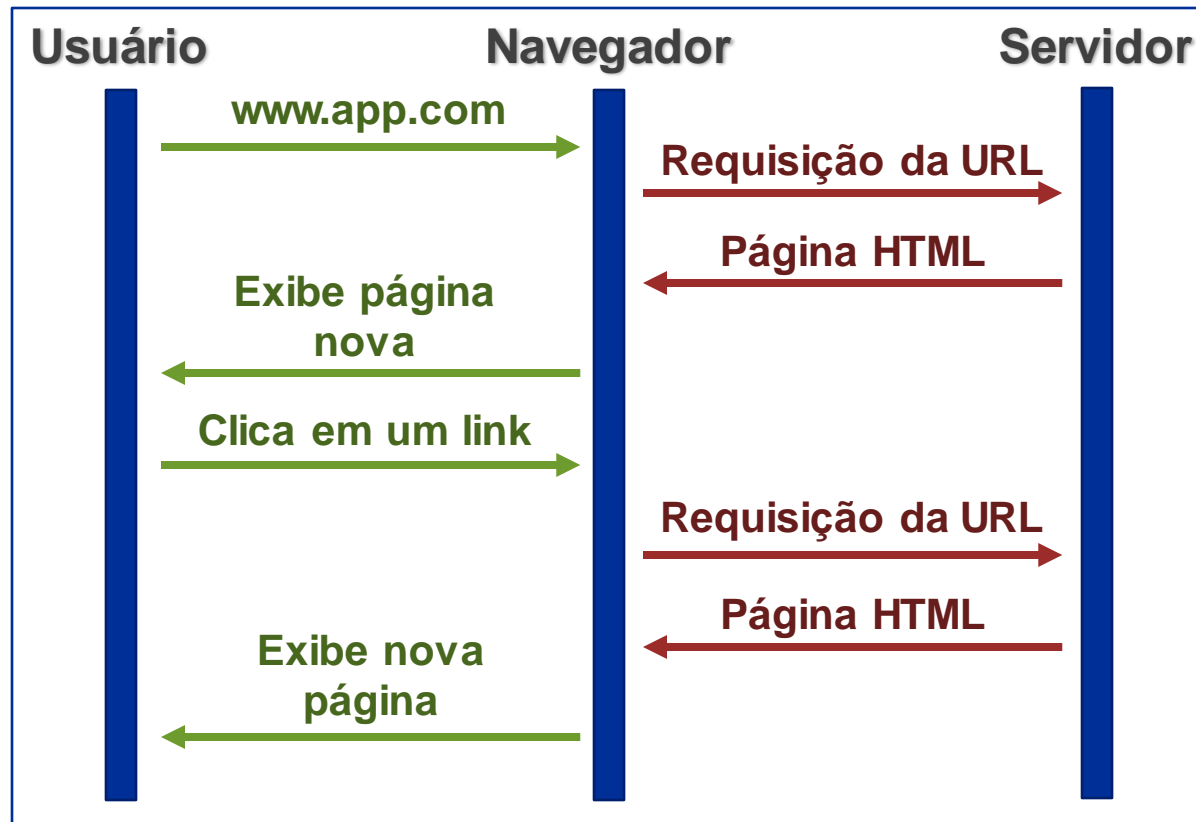 Usuário
Navegador
Servidor
www.app.com
Requisição da URL
Página HTML
Exibe página
nova
Clica em um link
Requisição da URL
Página HTML
Exibe nova
página